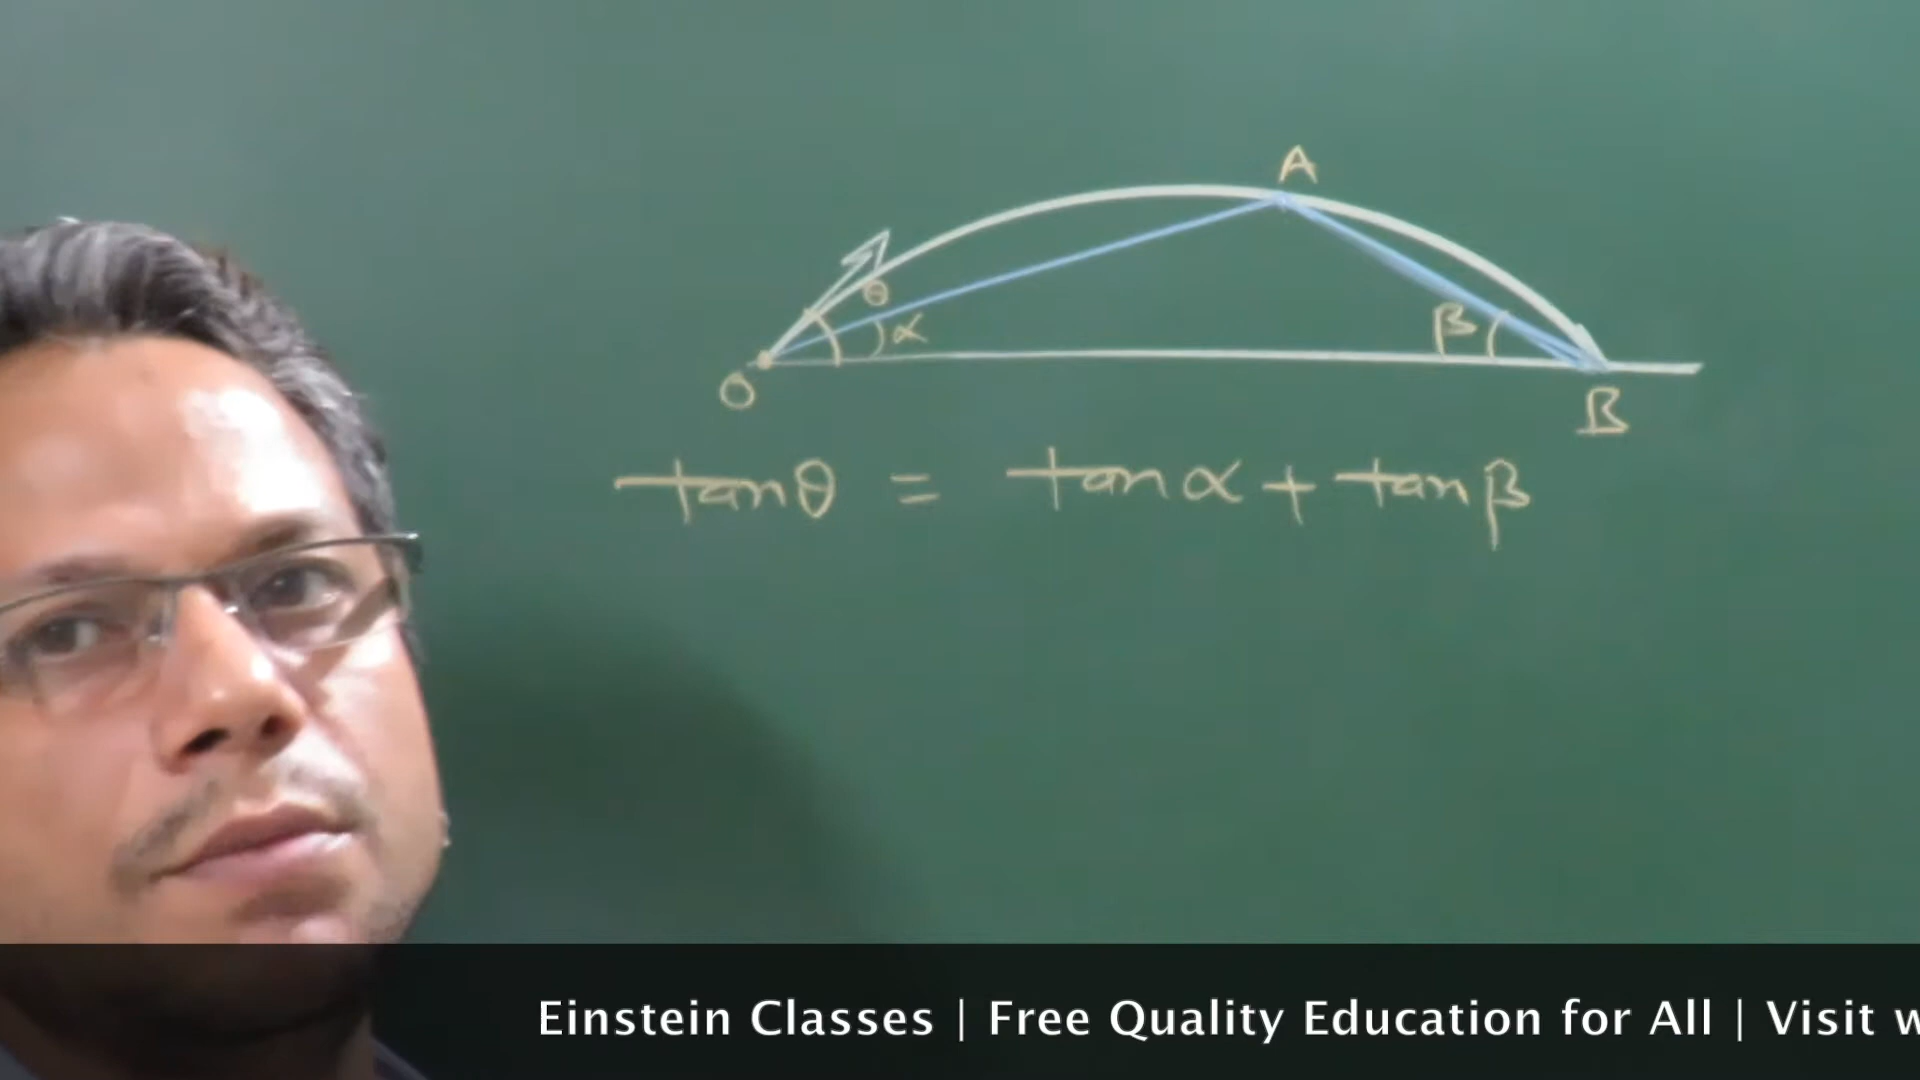 A
θ
α
β
O
B
tanθ = tanα + tanβ
Einstein Classes | Free Quality Education for All | Visit w